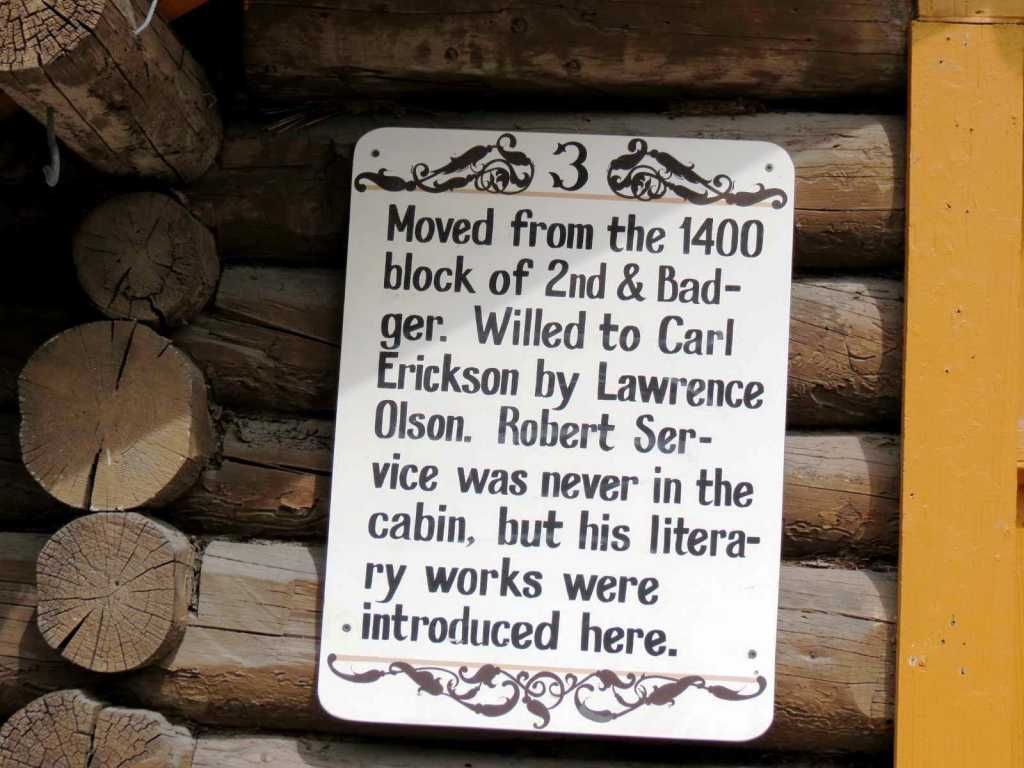 3
Moved from the 1400
block of 2nd & Bad-
ger. Willed to Carl
Erickson by Lawrence
Olson. Robert Ser-
vice was never in the
cabin, but his litera-
ry works were
introduced here.